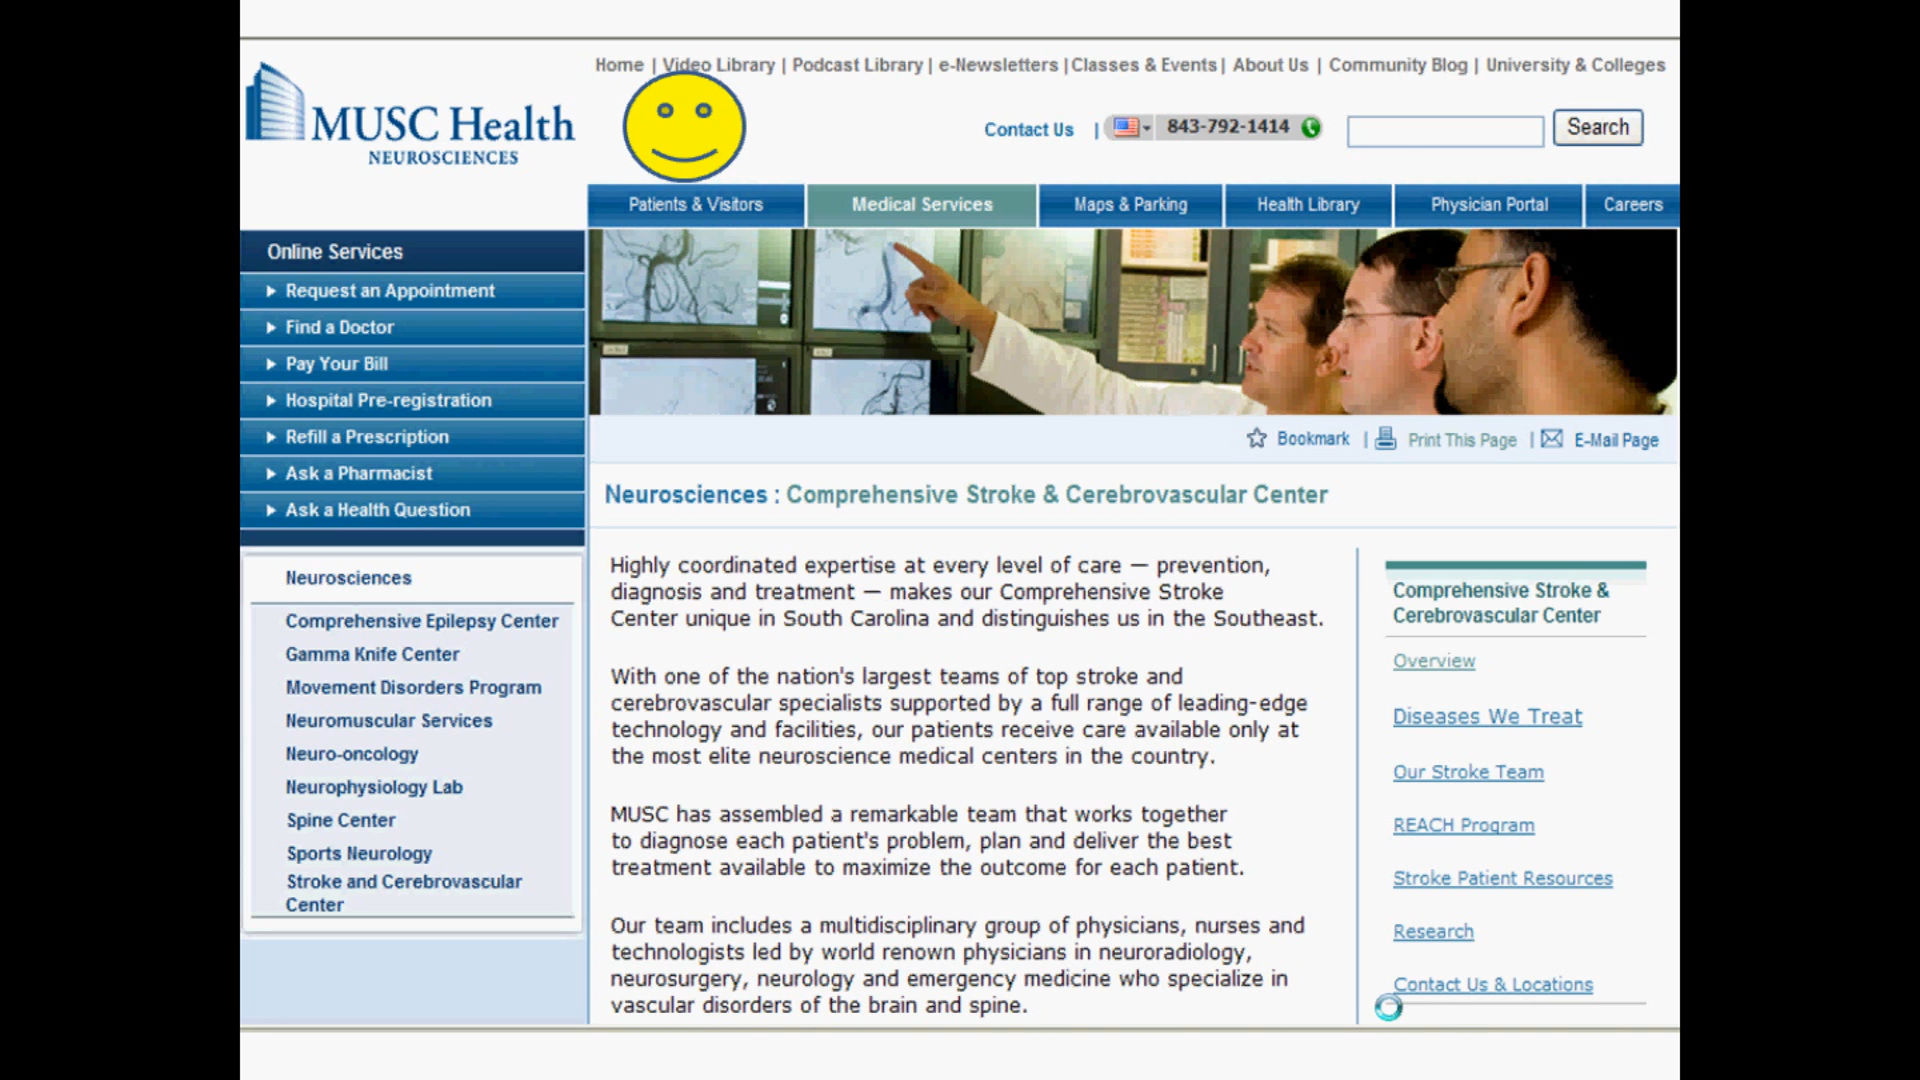 Home | Video Library | Podcast Library | e-Newsletters | Classes & Events | About Us | Community Blog | University & Colleges
MUSC Health
NEUROSCIENCES
Contact Us | 843-792-1414
Search
Patients & Visitors
Medical Services
Maps & Parking
Health Library
Physician Portal
Careers
Online Services
Request an Appointment
Find a Doctor
Pay Your Bill
Hospital Pre-registration
Refill a Prescription
Ask a Pharmacist
Ask a Health Question
Neurosciences
Comprehensive Epilepsy Center
Gamma Knife Center
Movement Disorders Program
Neuromuscular Services
Neuro-oncology
Neurophysiology Lab
Spine Center
Sports Neurology
Stroke and Cerebrovascular
Center
Bookmark | Print This Page | E-Mail Page
Neurosciences : Comprehensive Stroke & Cerebrovascular Center
Highly coordinated expertise at every level of care — prevention,
diagnosis and treatment — makes our Comprehensive Stroke
Center unique in South Carolina and distinguishes us in the Southeast.
With one of the nation's largest teams of top stroke and
cerebrovascular specialists supported by a full range of leading-edge
technology and facilities, our patients receive care available only at
the most elite neuroscience medical centers in the country.
MUSC has assembled a remarkable team that works together
to diagnose each patient's problem, plan and deliver the best
treatment available to maximize the outcome for each patient.
Our team includes a multidisciplinary group of physicians, nurses and
technologists led by world renown physicians in neuroradiology,
neurosurgery, neurology and emergency medicine who specialize in
vascular disorders of the brain and spine.
Comprehensive Stroke &
Cerebrovascular Center
Overview
Diseases We Treat
Our Stroke Team
REACH Program
Stroke Patient Resources
Research
Contact Us & Locations